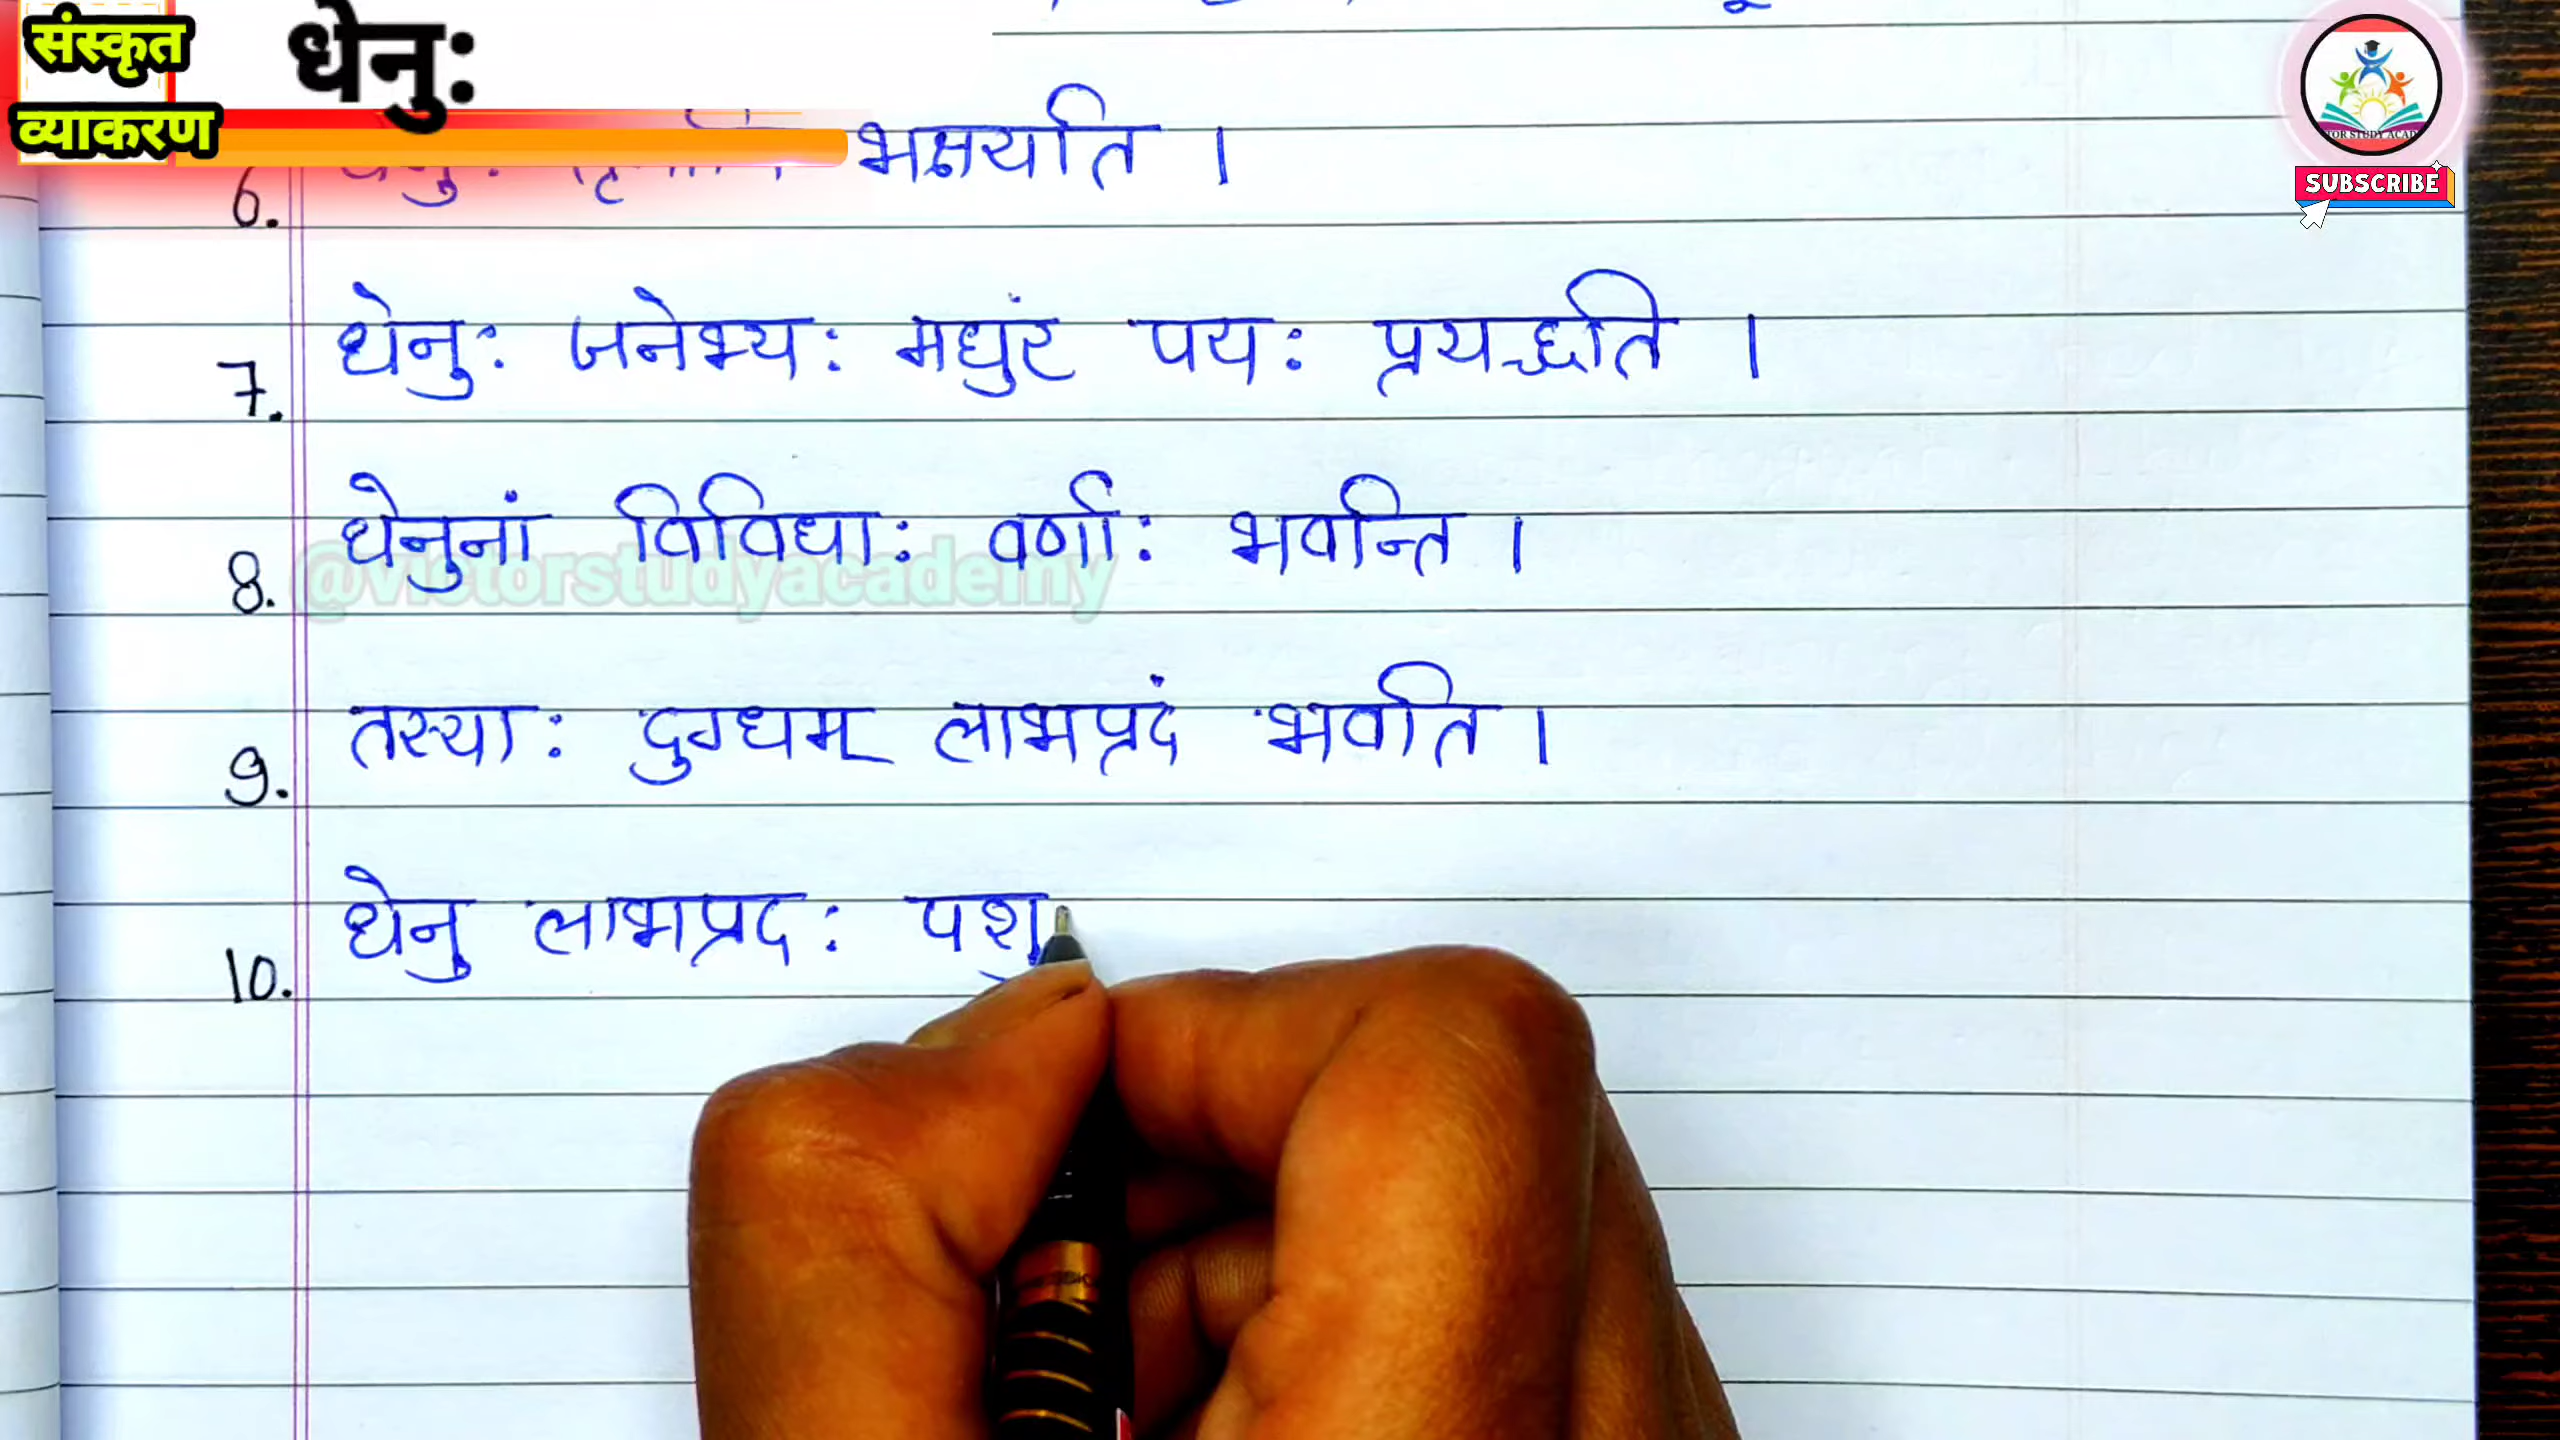 संस्कृत
व्याकरण
धेनुः
SUBSCRIBE
6. भक्षयति ।
7. धेनुः जनेभ्यः मधुरं पयः प्रयच्छति ।
8. धेनुनां विविधाः वर्णाः भवन्ति ।
@victorstudyacademy
9. तस्याः दुग्धम् लाभप्रदं भवति ।
10. धेनु लाभप्रदः पशु